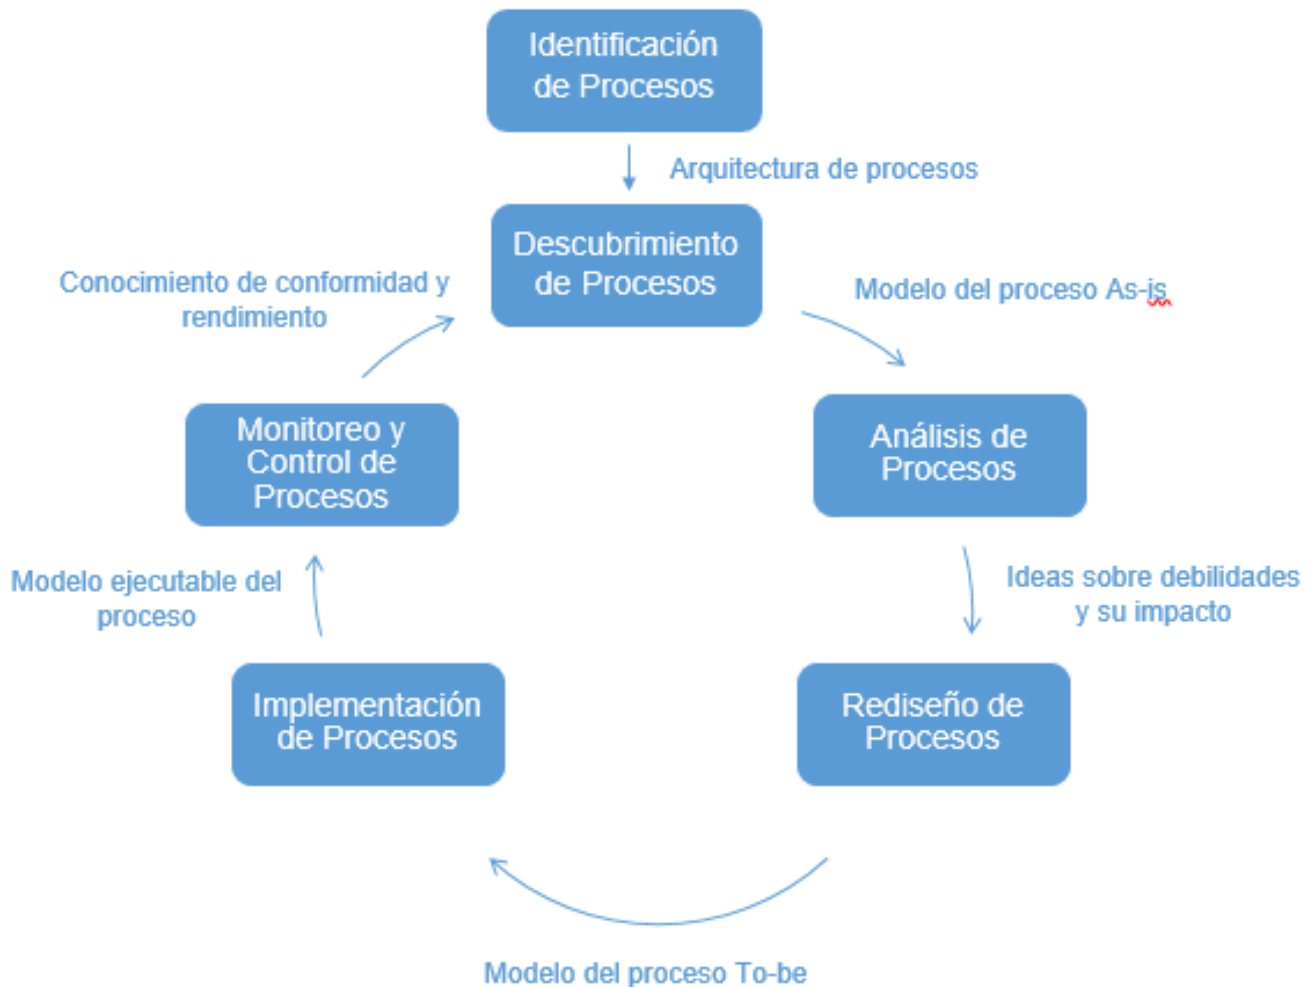 Identificación
de Procesos
Arquitectura de procesos
Descubrimiento
de Procesos
Conocimiento de conformidad y
rendimiento
Modelo del proceso As-is
Monitoreo y
Control de
Procesos
Análisis de
Procesos
Modelo ejecutable del
proceso
Ideas sobre debilidades
y su impacto
Implementación
de Procesos
Rediseño de
Procesos
Modelo del proceso To-be